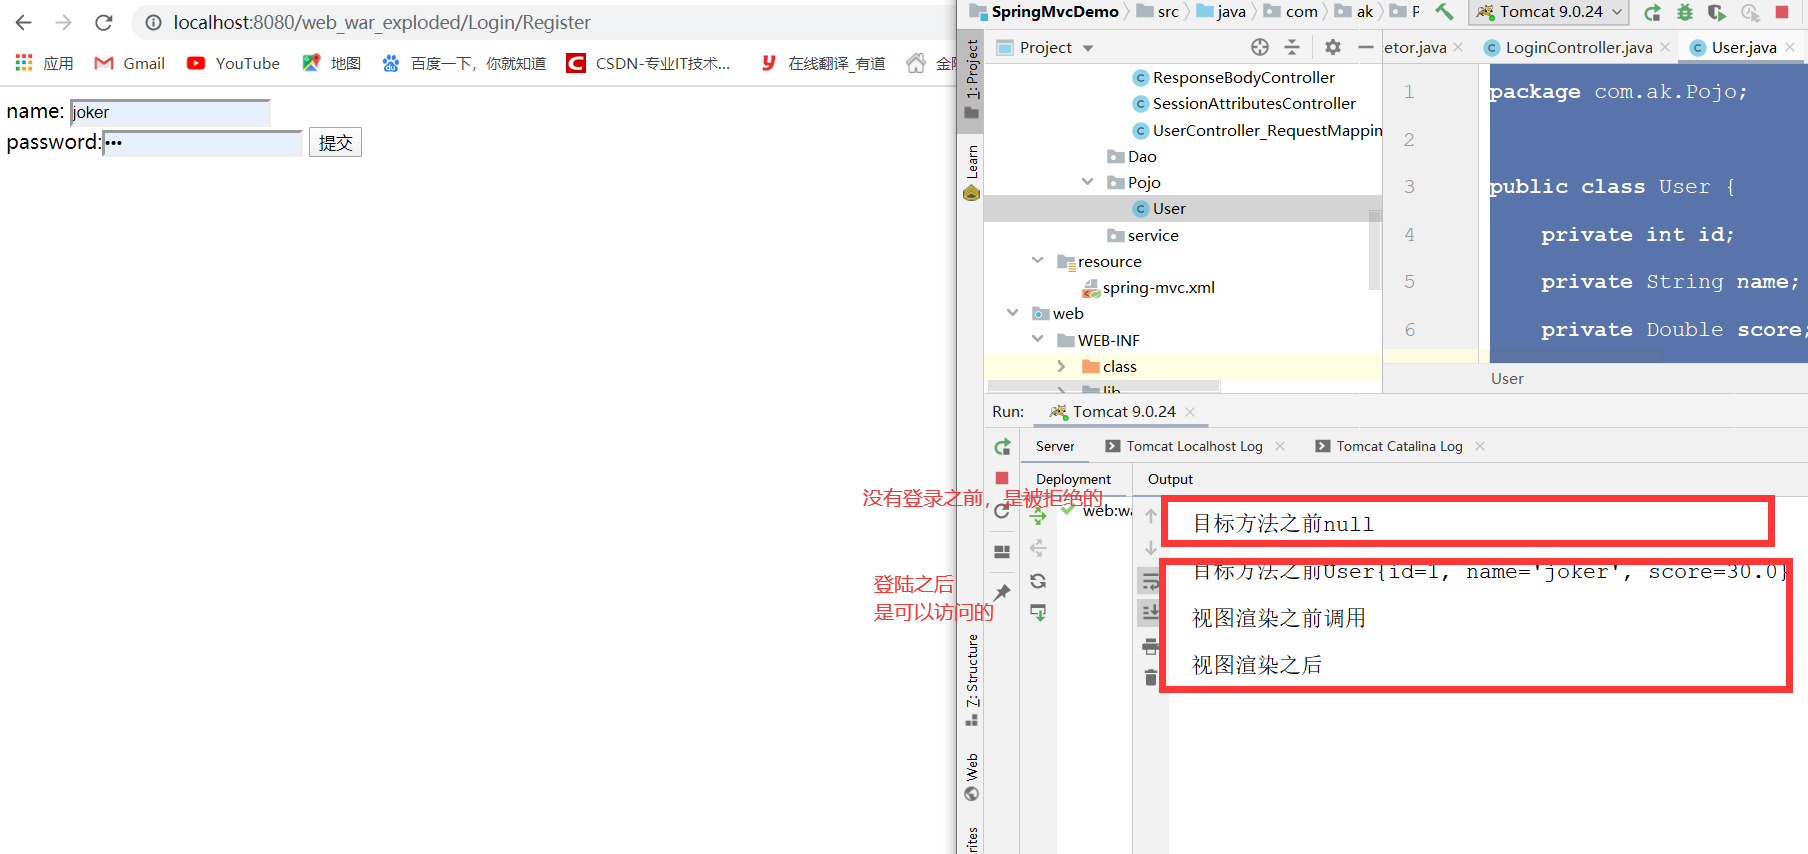 localhost:8080/web_war_exploded/Login/Register
应用 Gmail YouTube 地图 百度一下，你就知道 CSDN-专业IT技术... 在线翻译_有道
name: joker
password:••• 提交
没有登录之前，是被拒绝的
登陆之后
是可以访问的
SpringMvcDemo src java com ak P Tomcat 9.0.24
1: Project
Learn
7: Structure
Web
rites
Project
ResponseBodyController
SessionAttributesController
UserController_RequestMappin
Dao
Pojo
User
service
resource
spring-mvc.xml
web
WEB-INF
class
lib
etor.java LoginController.java User.java
1 package com.ak.Pojo;
2
3 public class User {
4 private int id;
5 private String name;
6 private Double score;
User
Run: Tomcat 9.0.24
Server Tomcat Localhost Log Tomcat Catalina Log
Deployment Output
web:wa
目标方法之前null
目标方法之前User{id=1, name='joker', score=30.0}
视图渲染之前调用
视图渲染之后